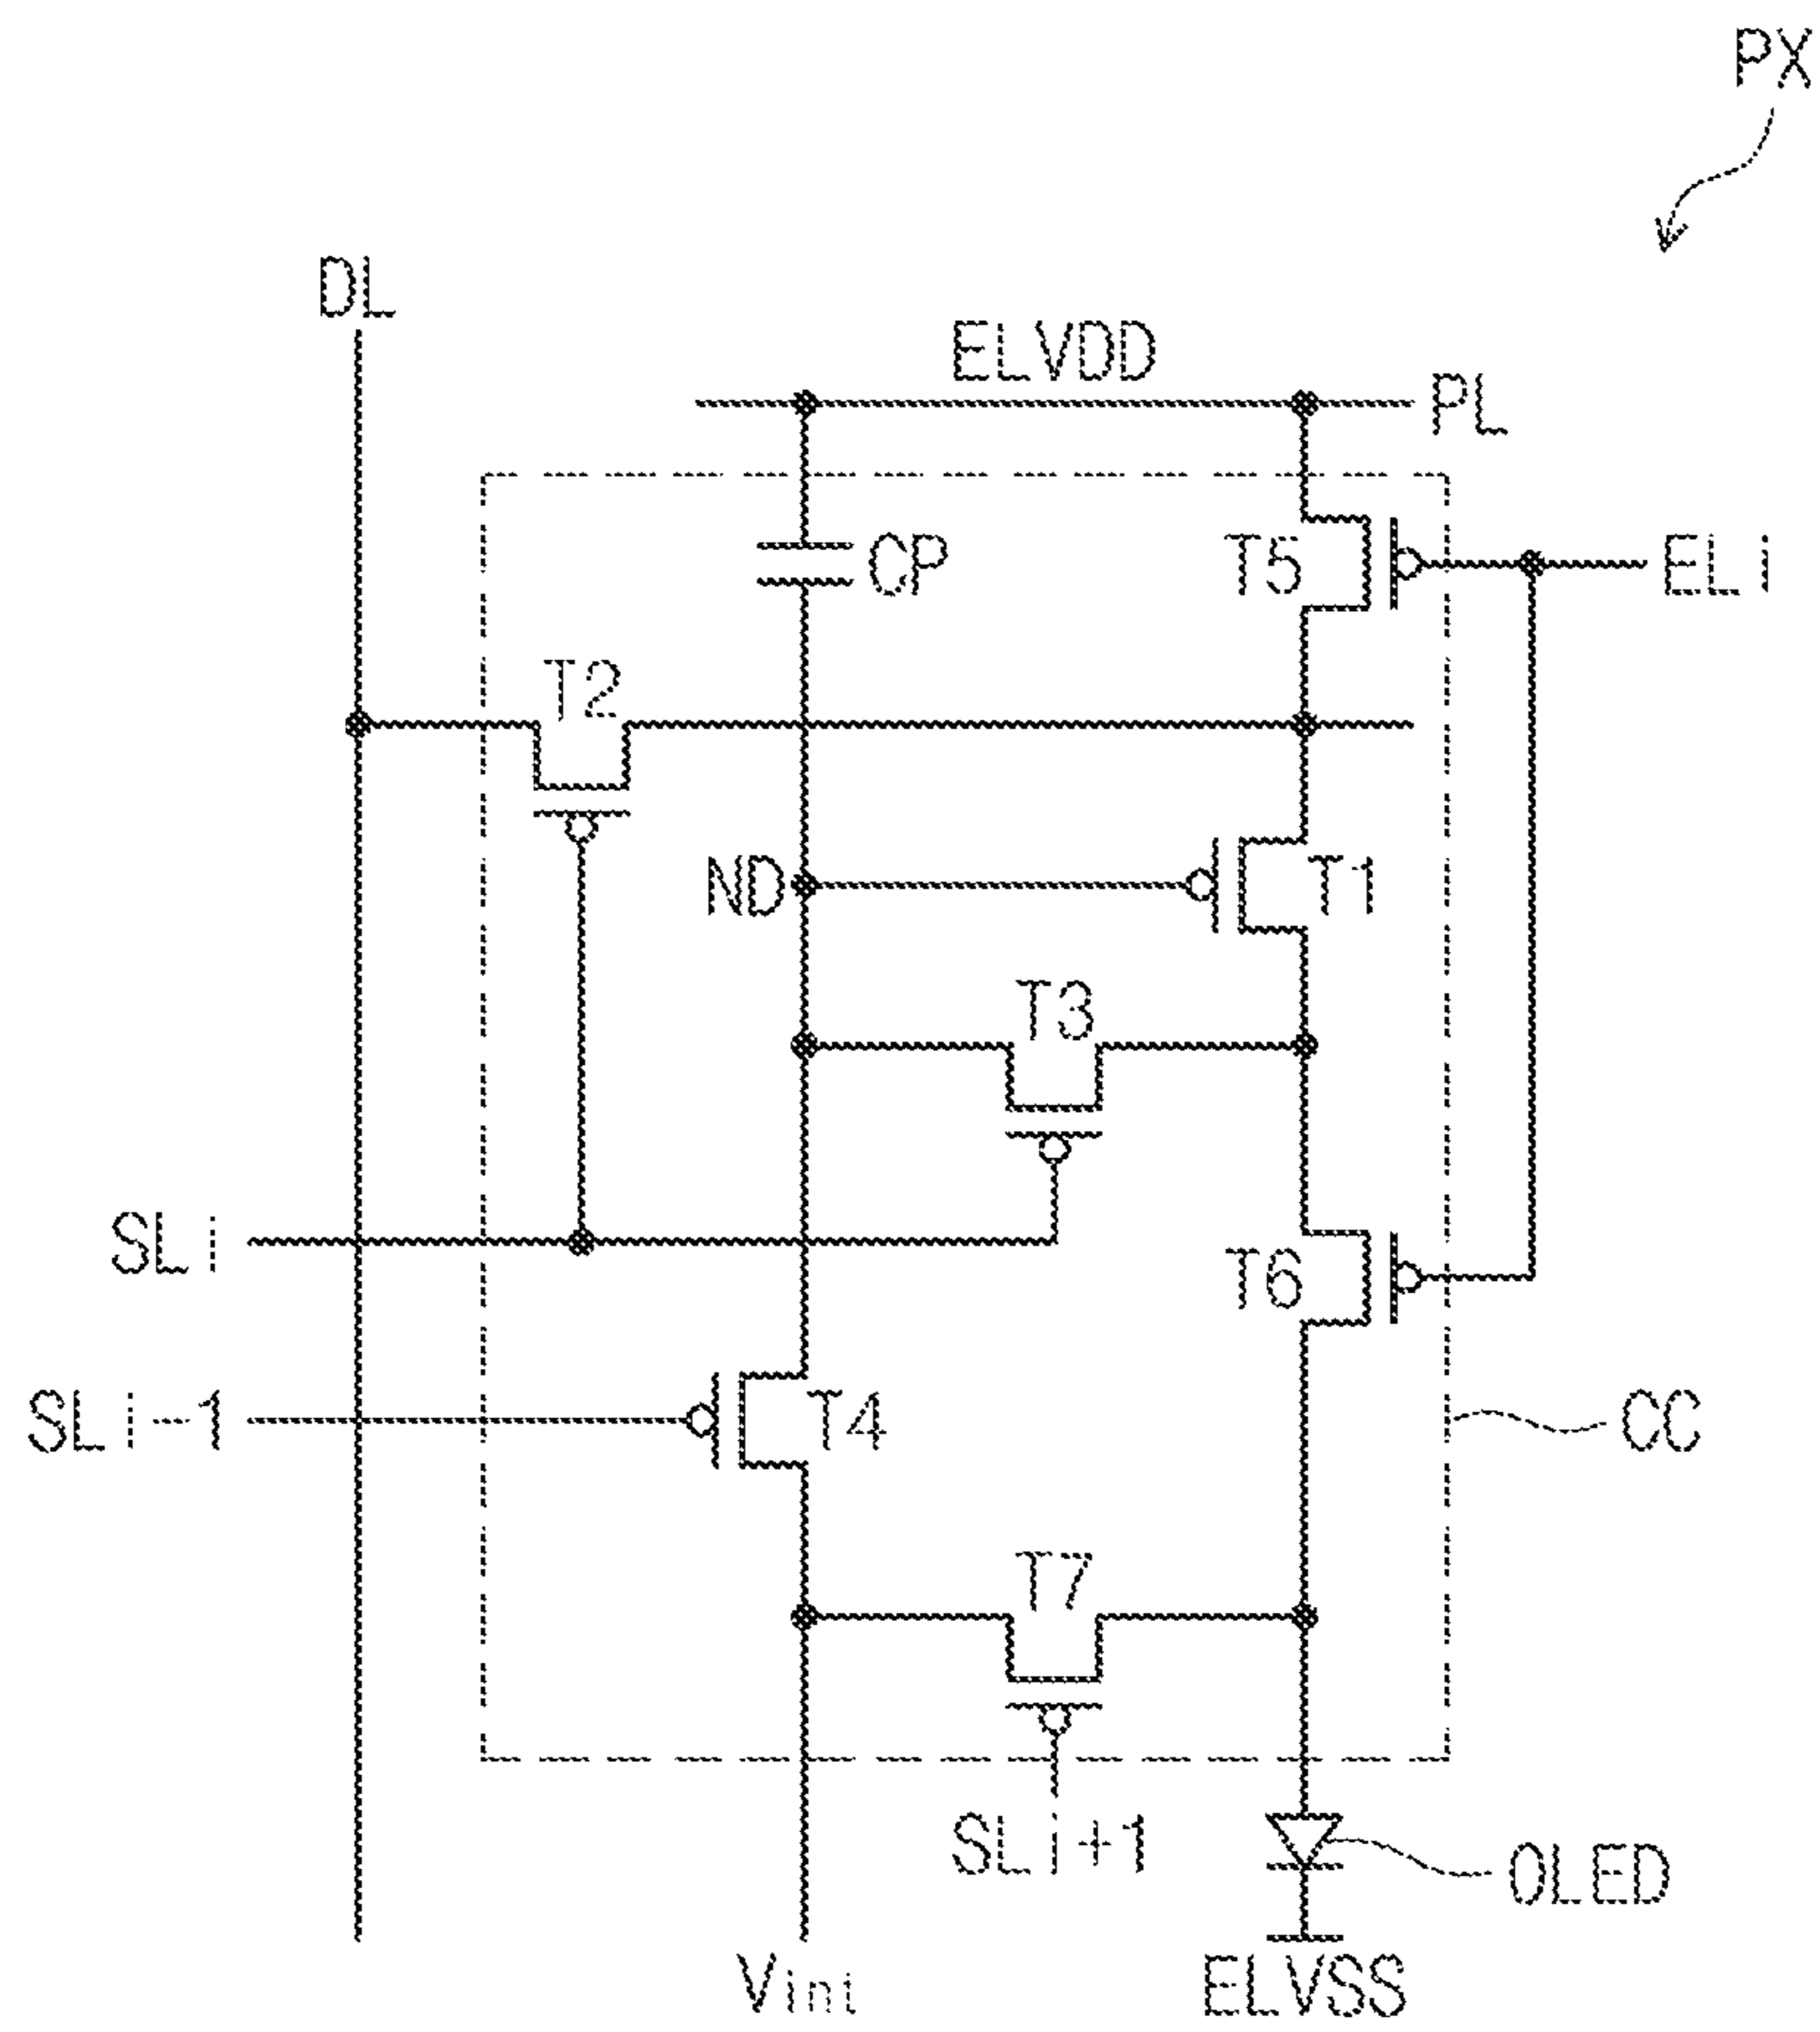 PX
DL
ELVDD
PL
CP
T5
ELi
T2
ND
T1
T3
SLi
T6
SLi-1
T4
CC
T7
SLi+1
OLED
Vint
ELVSS